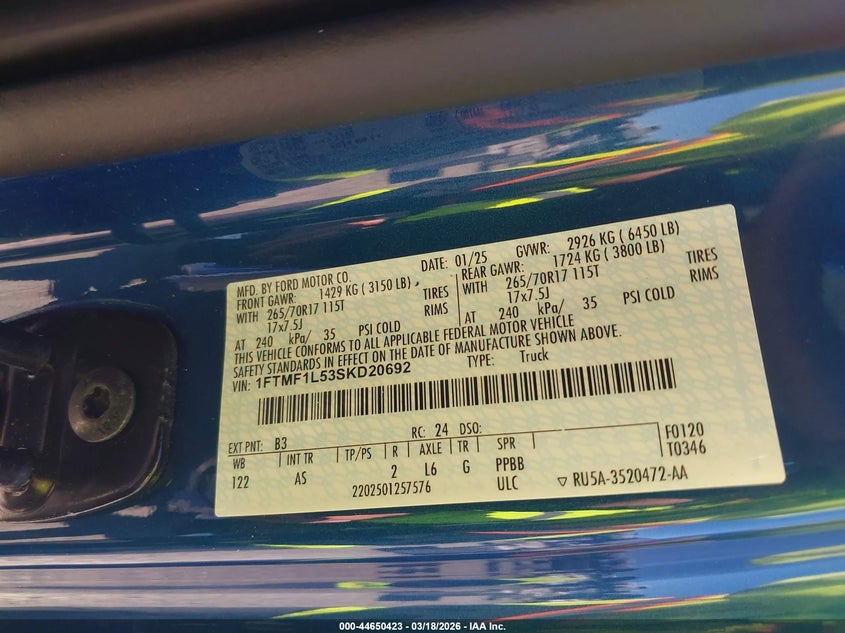 MFD. BY FORD MOTOR CO.
DATE: 01/25 GVWR: 2926 KG ( 6450 LB)
FRONT GAWR: 1429 KG ( 3150 LB) REAR GAWR: 1724 KG ( 3800 LB)
WITH 265/70R17 115T TIRES WITH 265/70R17 115T TIRES
17x7.5J RIMS 17x7.5J RIMS
AT 240 kPa/ 35 PSI COLD AT 240 kPa/ 35 PSI COLD
THIS VEHICLE CONFORMS TO ALL APPLICABLE FEDERAL MOTOR VEHICLE
SAFETY STANDARDS IN EFFECT ON THE DATE OF MANUFACTURE SHOWN ABOVE.
VIN: 1FTMF1L53SKD20692 TYPE: Truck
EXT PNT: B3 RC: 24 DSO: F0120
WB INT TR TP/PS R AXLE TR SPR T0346
122 AS 2 L6 G PPBB
2202501257576 ULC ▽ RU5A-3520472-AA
000-44650423 - 03/18/2026 - IAA Inc.